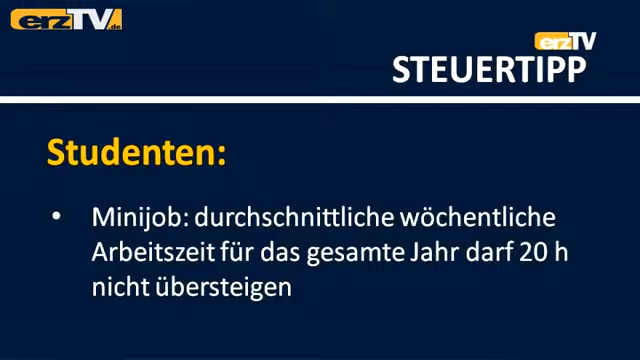 erzTV.de
erzTV
STEUERTIPP
Studenten:
• Minijob: durchschnittliche wöchentliche
Arbeitszeit für das gesamte Jahr darf 20 h
nicht übersteigen